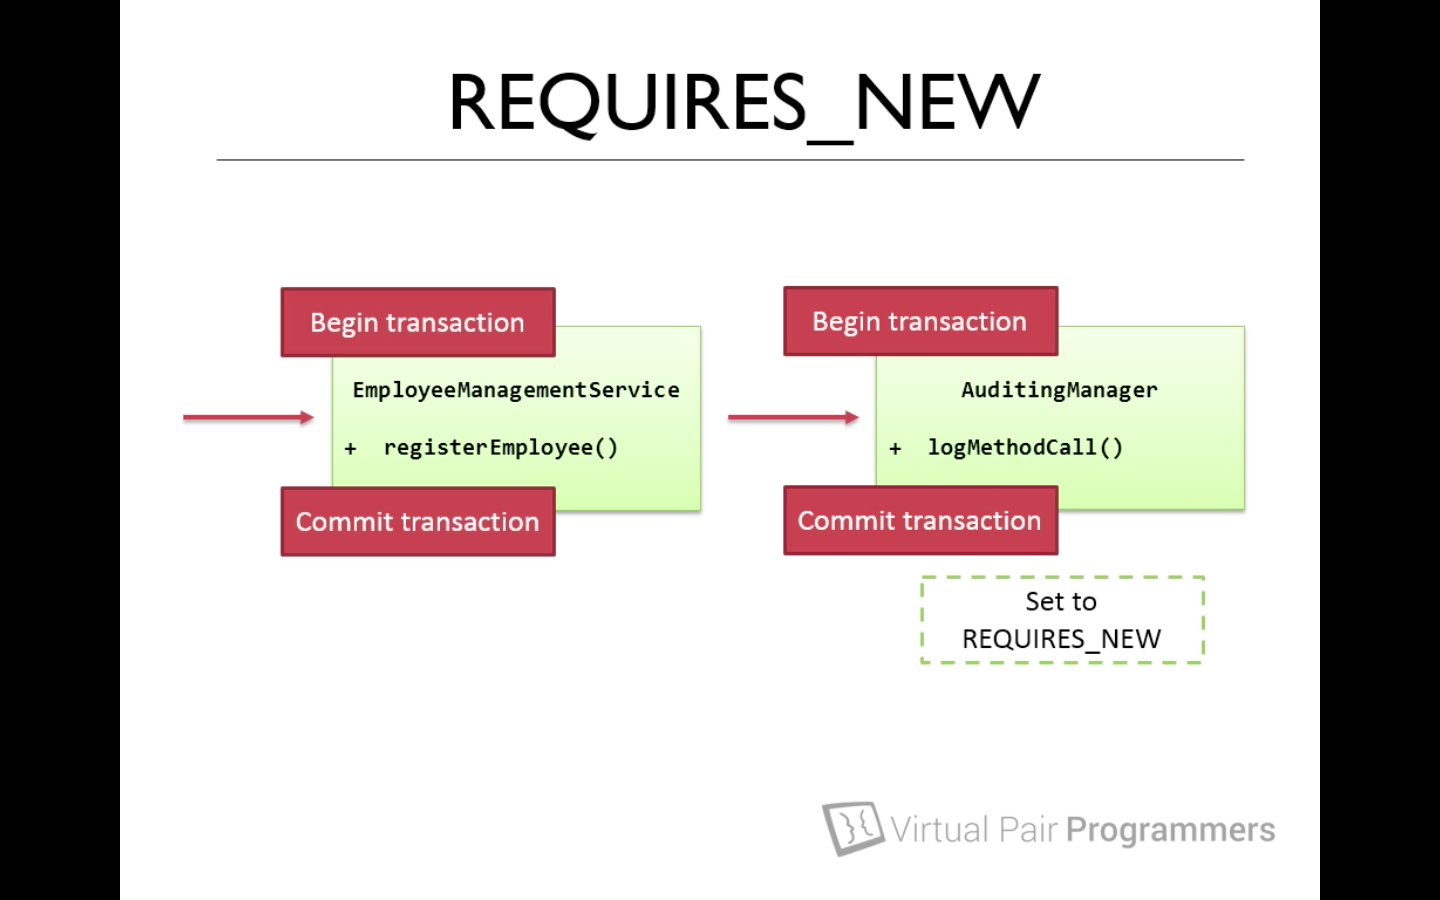 REQUIRES_NEW
Begin transaction
EmployeeManagementService
+ registerEmployee()
Commit transaction
Begin transaction
AuditingManager
+ logMethodCall()
Commit transaction
Set to
REQUIRES_NEW
Virtual Pair Programmers